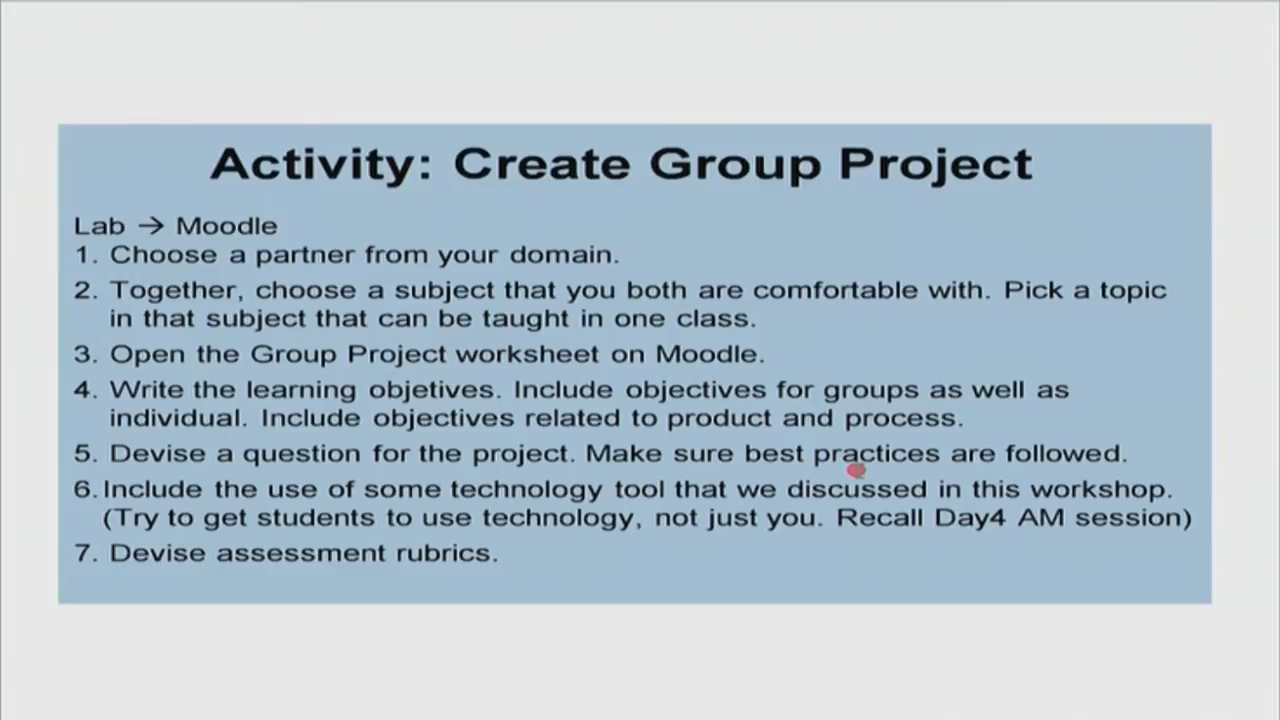 Activity: Create Group Project
Lab → Moodle
1. Choose a partner from your domain.
2. Together, choose a subject that you both are comfortable with. Pick a topic
in that subject that can be taught in one class.
3. Open the Group Project worksheet on Moodle.
4. Write the learning objetives. Include objectives for groups as well as
individual. Include objectives related to product and process.
5. Devise a question for the project. Make sure best practices are followed.
6. Include the use of some technology tool that we discussed in this workshop.
(Try to get students to use technology, not just you. Recall Day4 AM session)
7. Devise assessment rubrics.